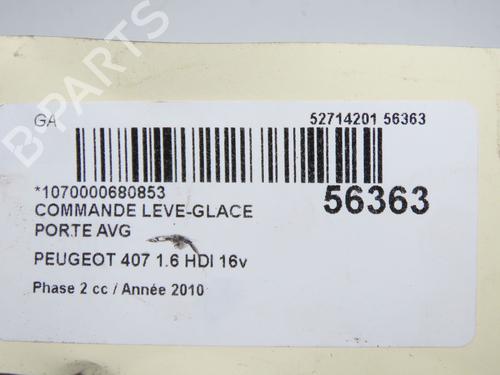 GA
52714201 56363
*1070000680853
56363
COMMANDE LEVE-GLACE
PORTE AVG
PEUGEOT 407 1.6 HDI 16v
Phase 2 cc / Année 2010
B-PARTS